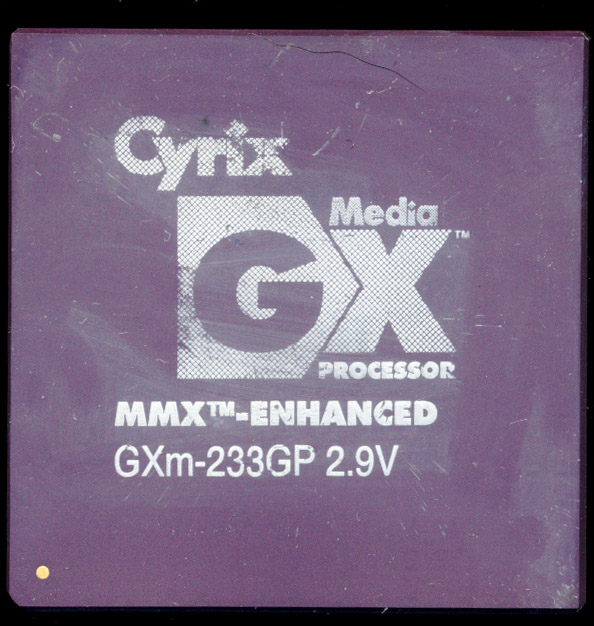 Cyrix
Media
GX™
PROCESSOR
MMX™-ENHANCED
GXm-233GP 2.9V